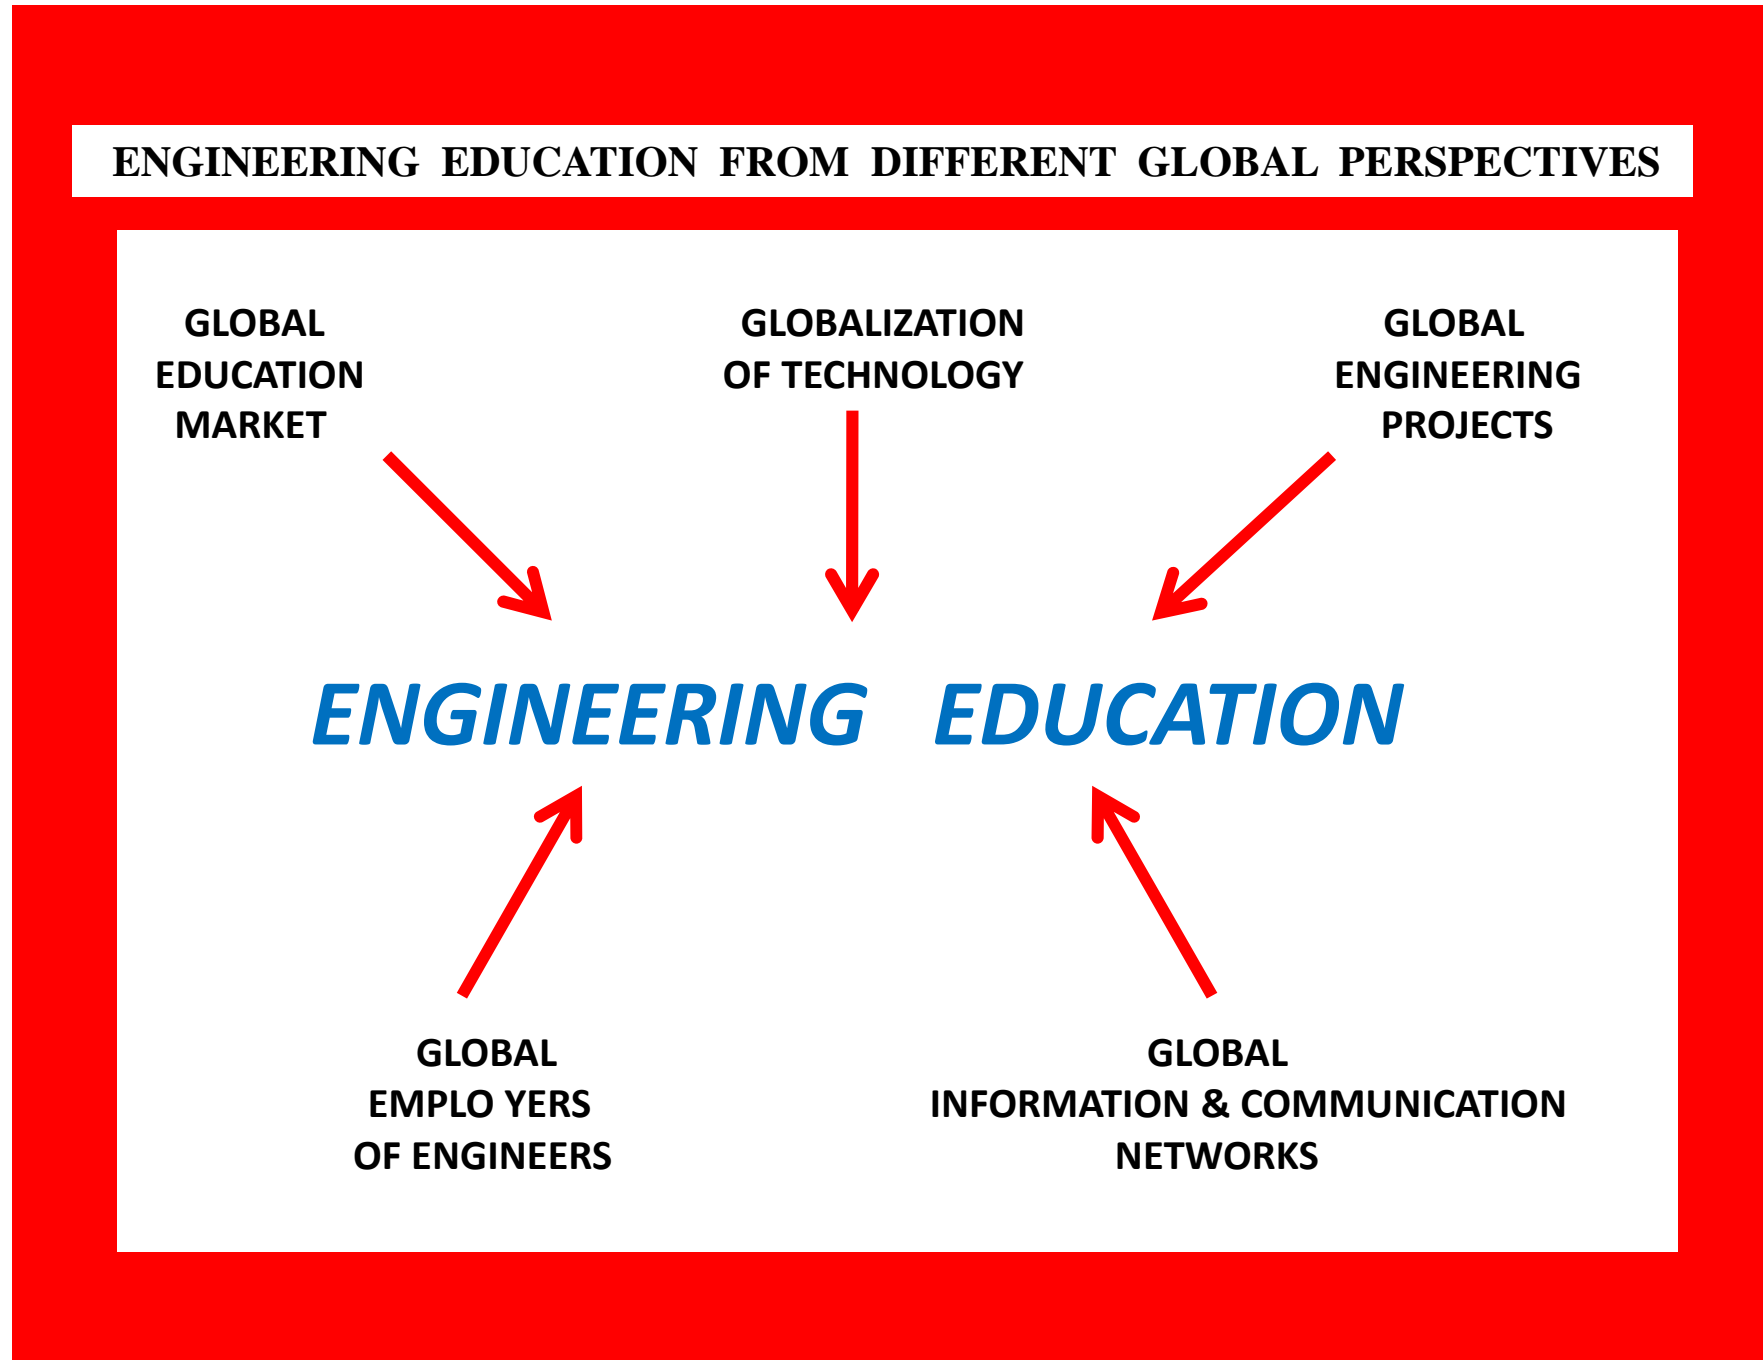 ENGINEERING EDUCATION FROM DIFFERENT GLOBAL PERSPECTIVES
GLOBAL
EDUCATION
MARKET
GLOBALIZATION
OF TECHNOLOGY
GLOBAL
ENGINEERING
PROJECTS
ENGINEERING EDUCATION
GLOBAL
EMPLO YERS
OF ENGINEERS
GLOBAL
INFORMATION & COMMUNICATION
NETWORKS